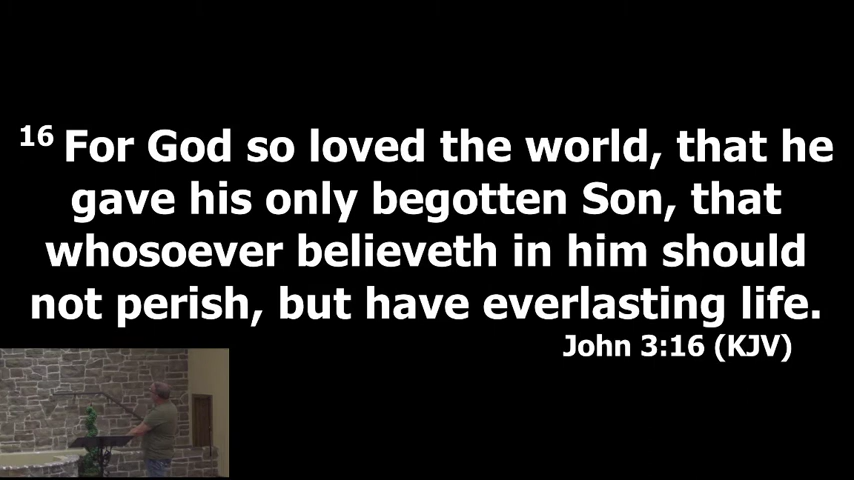 16 For God so loved the world, that he
gave his only begotten Son, that
whosoever believeth in him should
not perish, but have everlasting life.
John 3:16 (KJV)